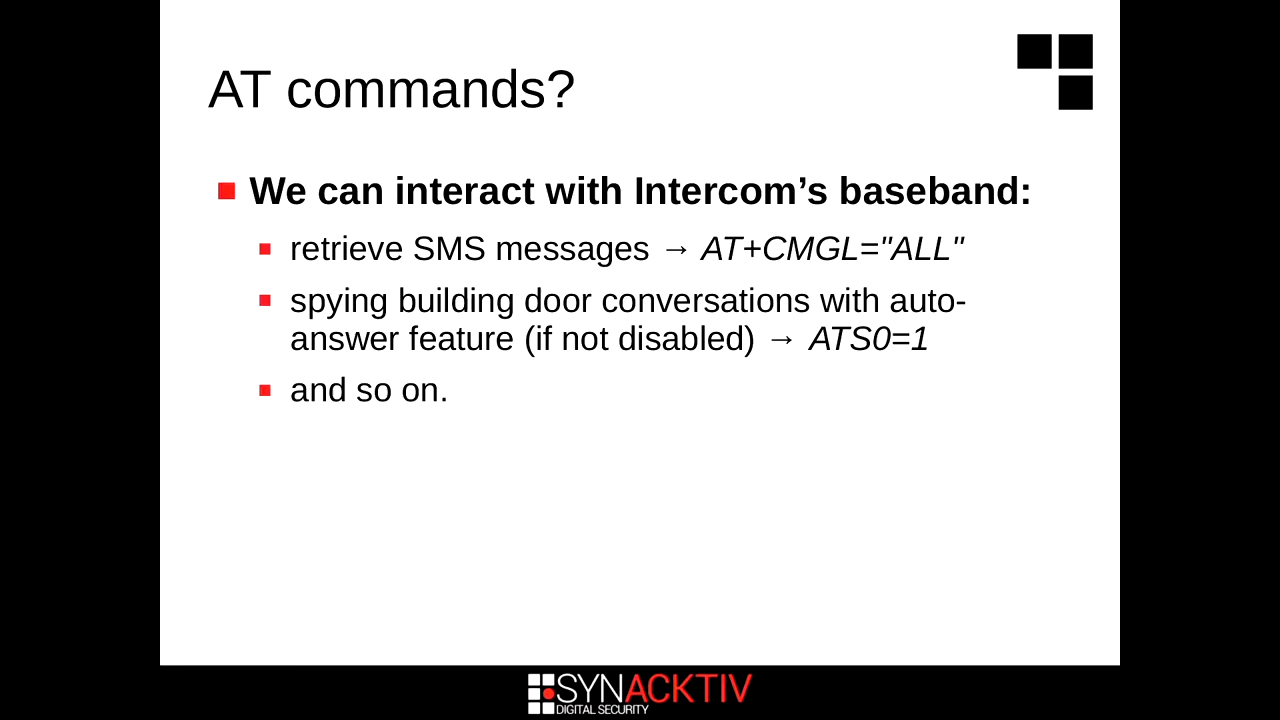 AT commands?
We can interact with Intercom’s baseband:
retrieve SMS messages → AT+CMGL="ALL"
spying building door conversations with auto-
answer feature (if not disabled) → ATS0=1
and so on.
SYNACKTIV
DIGITAL SECURITY